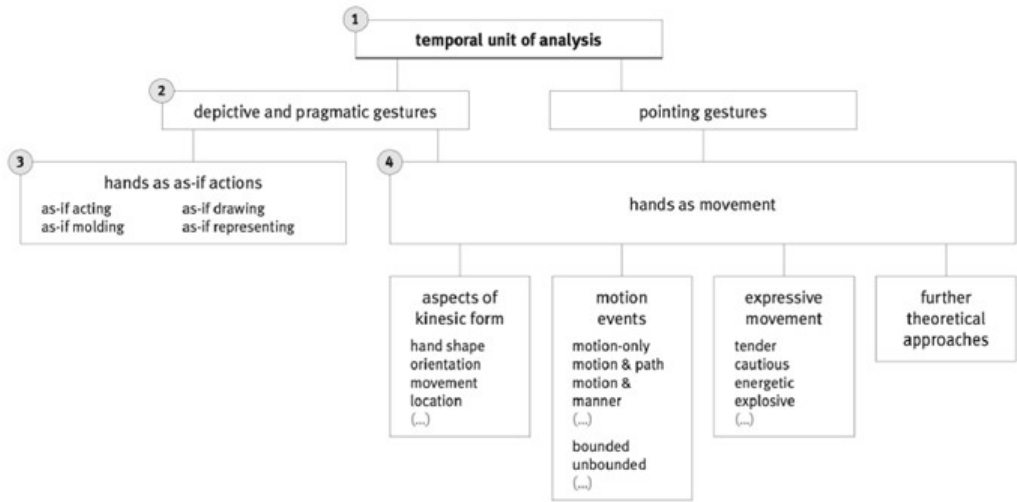 1
temporal unit of analysis
2
depictive and pragmatic gestures
pointing gestures
3
hands as as-if actions
as-if acting as-if drawing
as-if molding as-if representing
4
hands as movement
aspects of
kinesic form
hand shape
orientation
movement
location
(...)
motion
events
motion-only
motion & path
motion &
manner
(...)
bounded
unbounded
(...)
expressive
movement
tender
cautious
energetic
explosive
(...)
further
theoretical
approaches